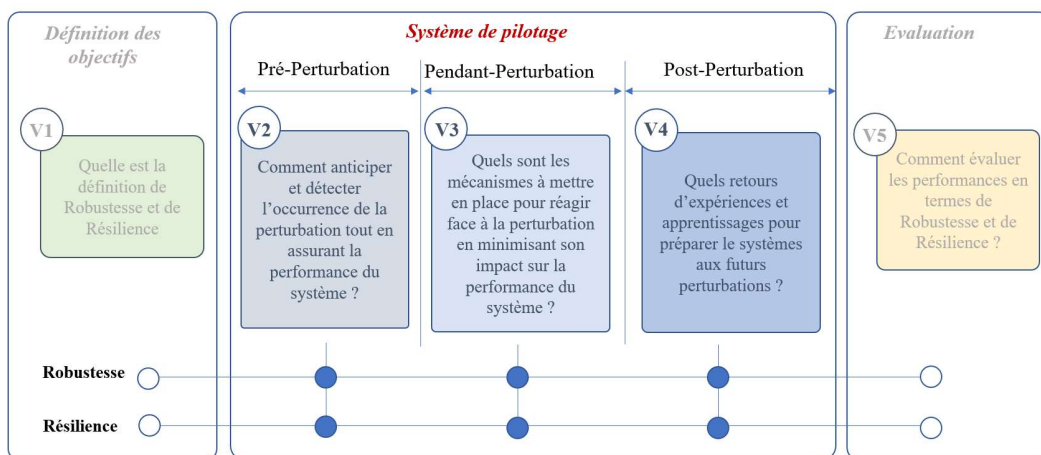 Définition des
objectifs
Système de pilotage
Evaluation
Pré-Perturbation
Pendant-Perturbation
Post-Perturbation
V1
Quelle est la
définition de
Robustesse et de
Résilience
V2
Comment anticiper
et détecter
l’occurrence de la
perturbation tout en
assurant la
performance du
système ?
V3
Quels sont les
mécanismes à mettre
en place pour réagir
face à la perturbation
en minimisant son
impact sur la
performance du
système ?
V4
Quels retours
d’expériences et
apprentissages pour
préparer le systèmes
aux futurs
perturbations ?
V5
Comment évaluer
les performances en
termes de
Robustesse et de
Résilience ?
Robustesse
Résilience